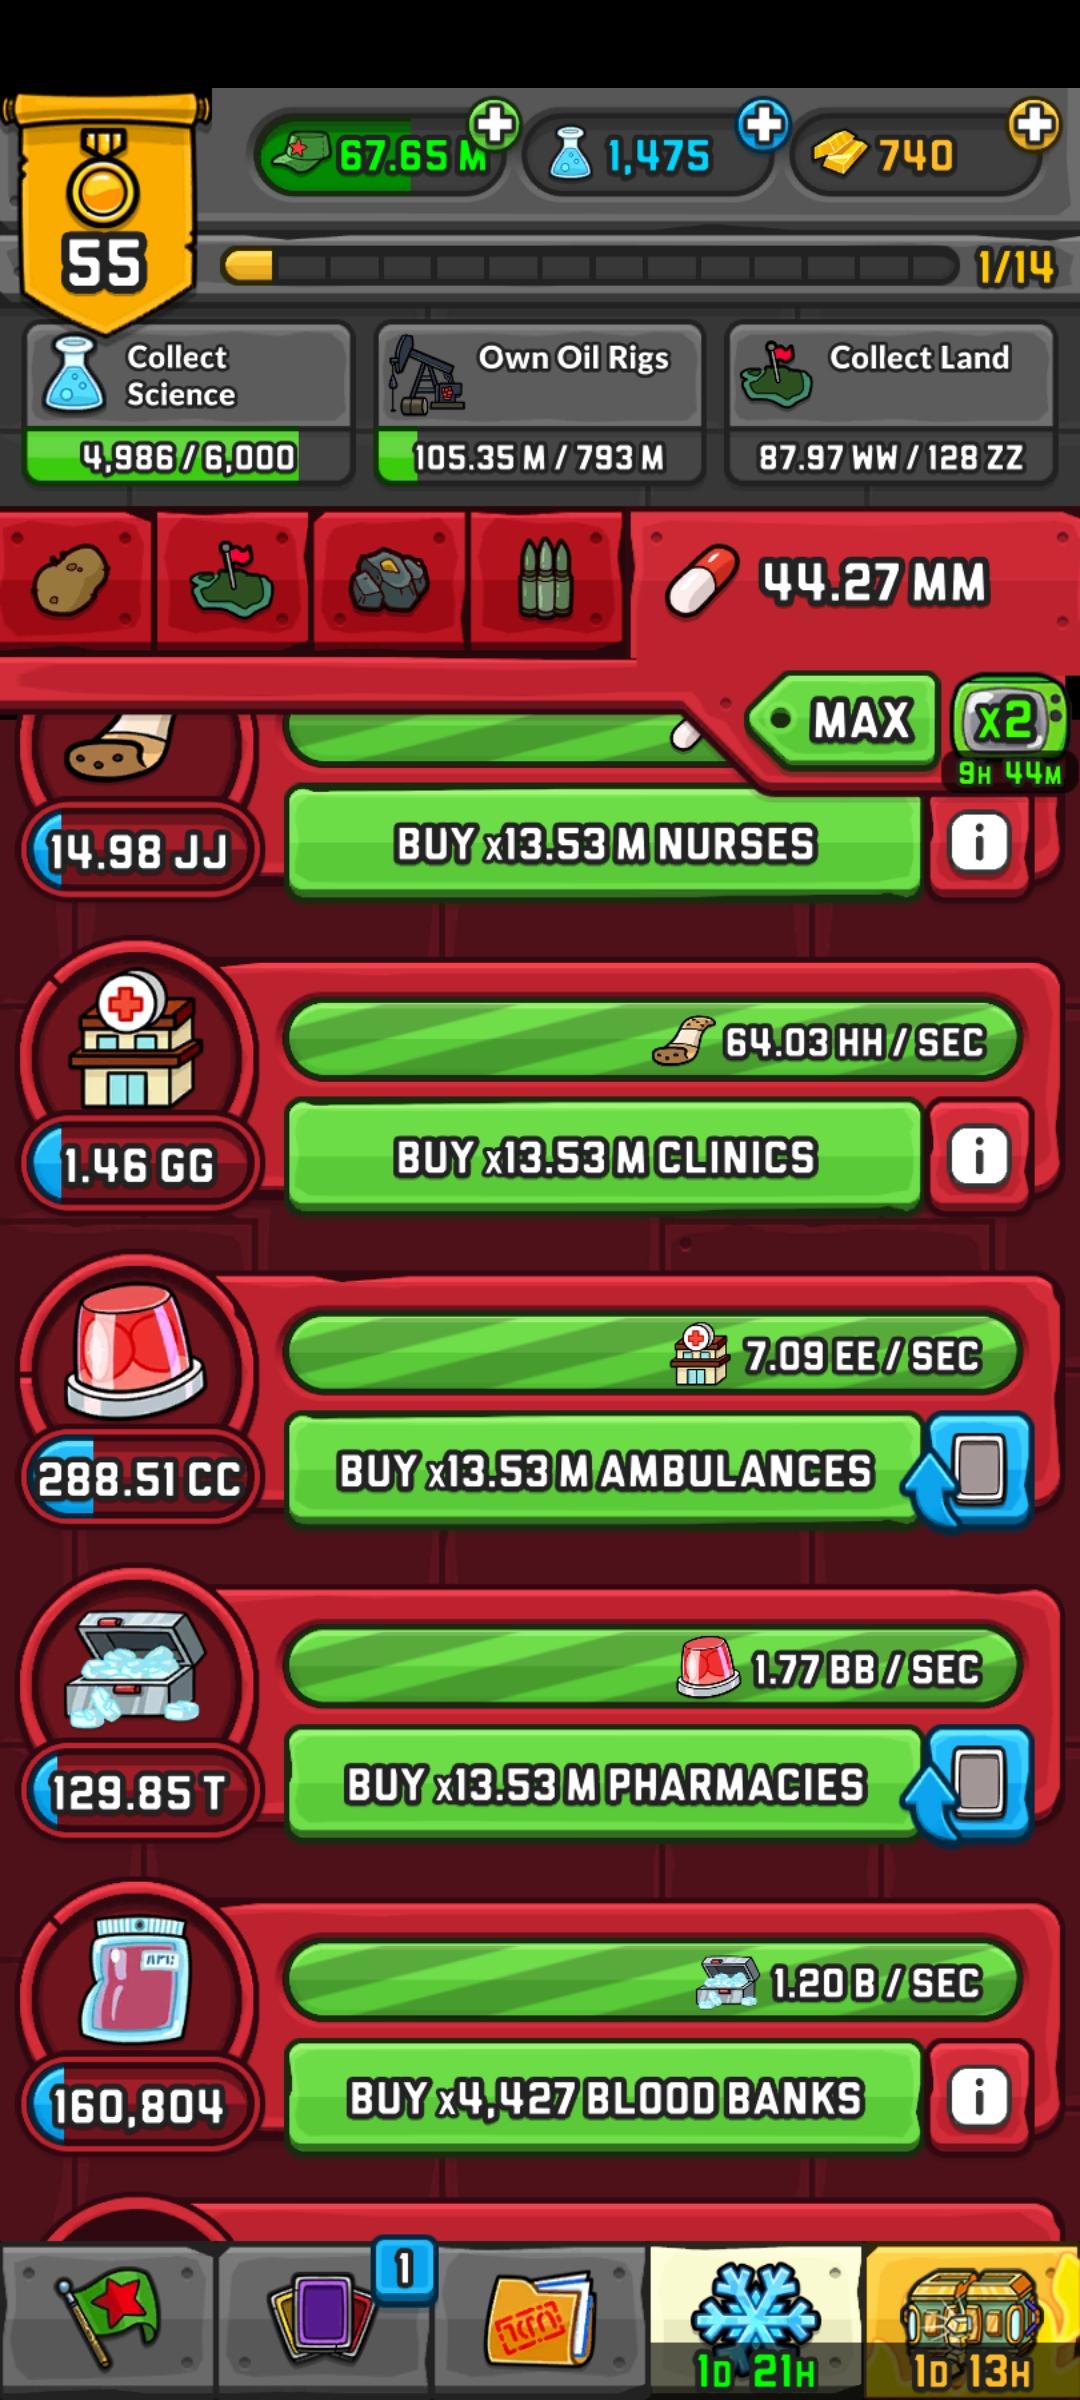 67.65 M
1,475
740
55
1/14
Collect
Science
4,986 / 6,000
Own Oil Rigs
105.35 M / 793 M
Collect Land
87.97 WW / 128 ZZ
44.27 MM
MAX
x2
9H 44M
14.98 JJ
BUY x13.53 M NURSES
i
64.03 HH / SEC
1.46 GG
BUY x13.53 M CLINICS
i
7.09 EE / SEC
288.51 CC
BUY x13.53 M AMBULANCES
1.77 BB / SEC
129.85 T
BUY x13.53 M PHARMACIES
1.20 B / SEC
160,804
BUY x4,427 BLOOD BANKS
i
1
1D 21H
1D 13H